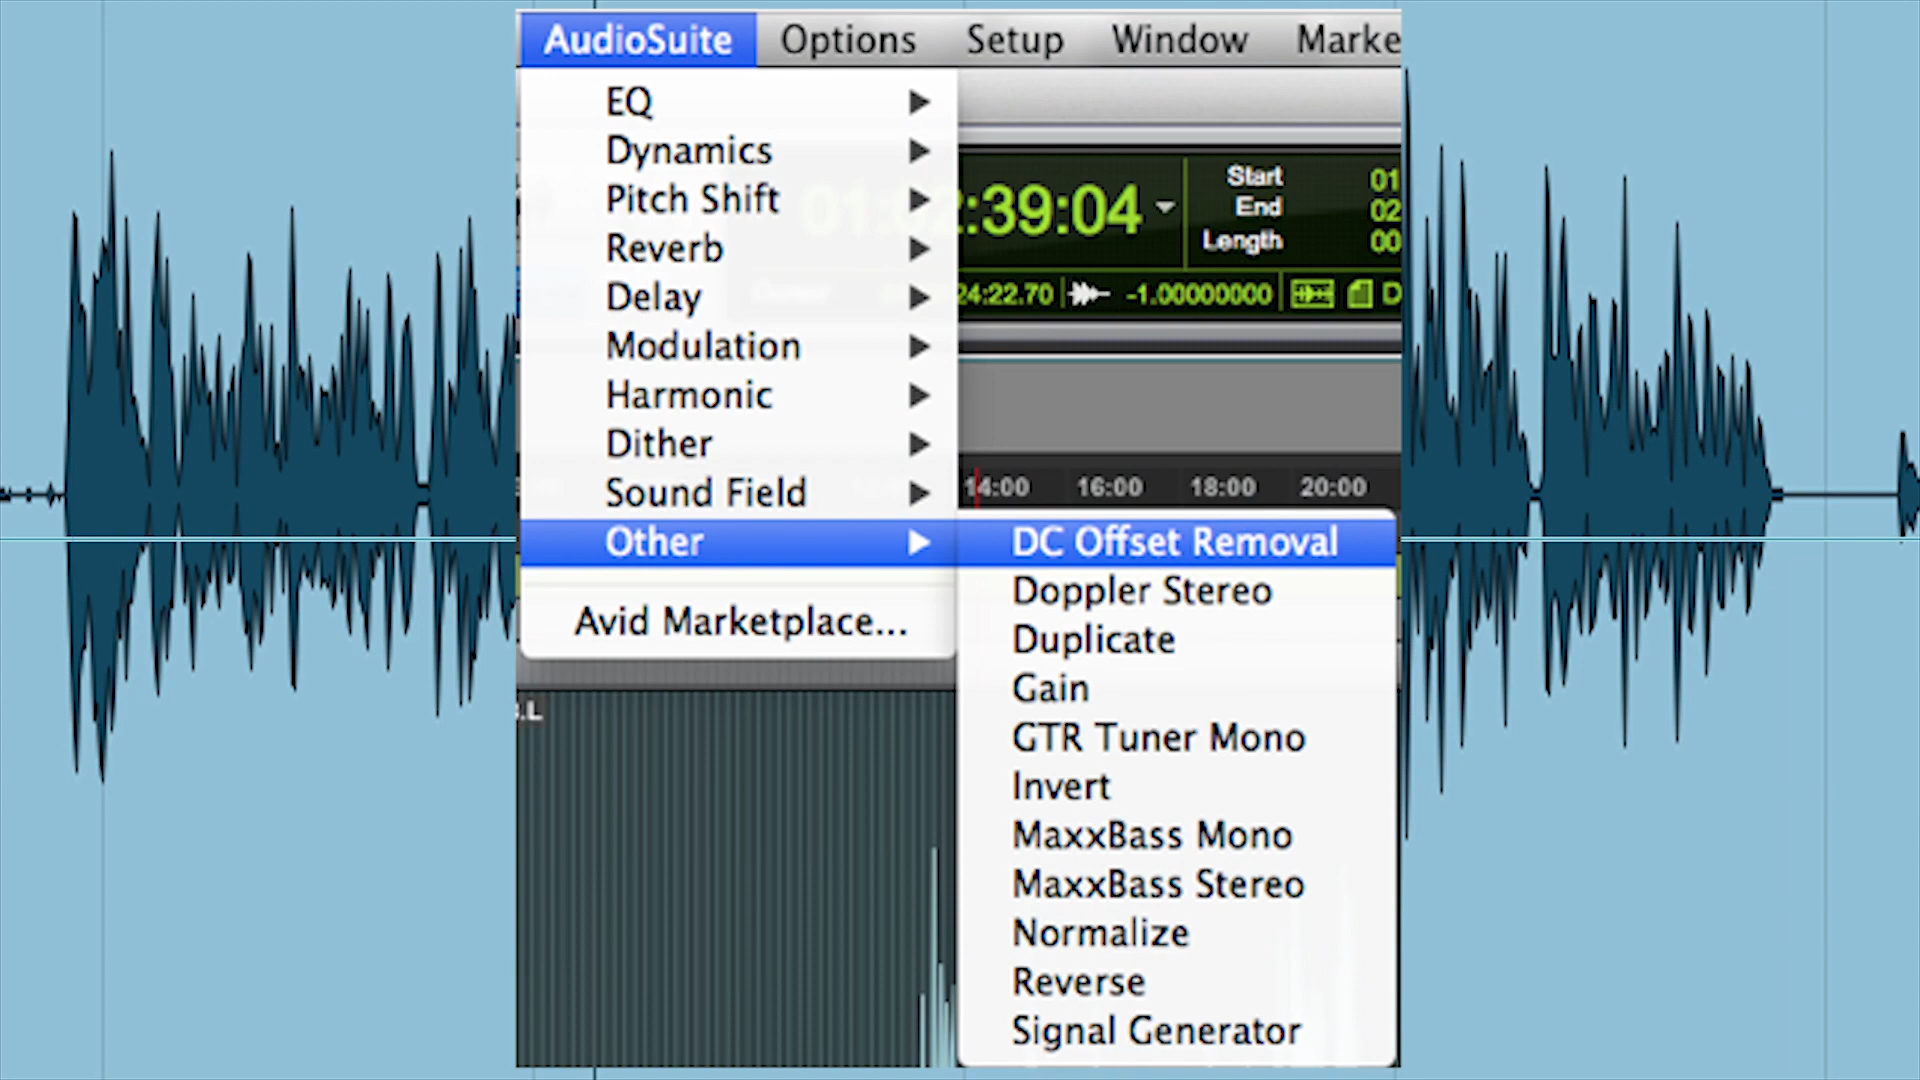 AudioSuite Options Setup Window Marke
EQ
Dynamics
Pitch Shift
Reverb
Delay
Modulation
Harmonic
Dither
Sound Field
Other
Avid Marketplace...
01:02:39:04
Start 01
End 02
Length 00
24:22.70 -1.00000000 D
14:00 16:00 18:00 20:00
DC Offset Removal
Doppler Stereo
Duplicate
Gain
GTR Tuner Mono
Invert
MaxxBass Mono
MaxxBass Stereo
Normalize
Reverse
Signal Generator
.L